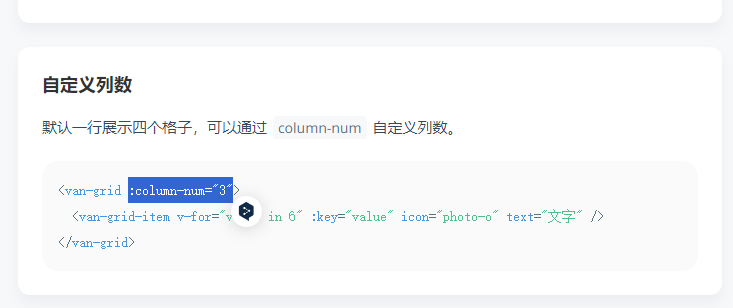 自定义列数
默认一行展示四个格子，可以通过 column-num 自定义列数。
<van-grid :column-num="3">
<van-grid-item v-for="v in 6" :key="value" icon="photo-o" text="文字" />
</van-grid>